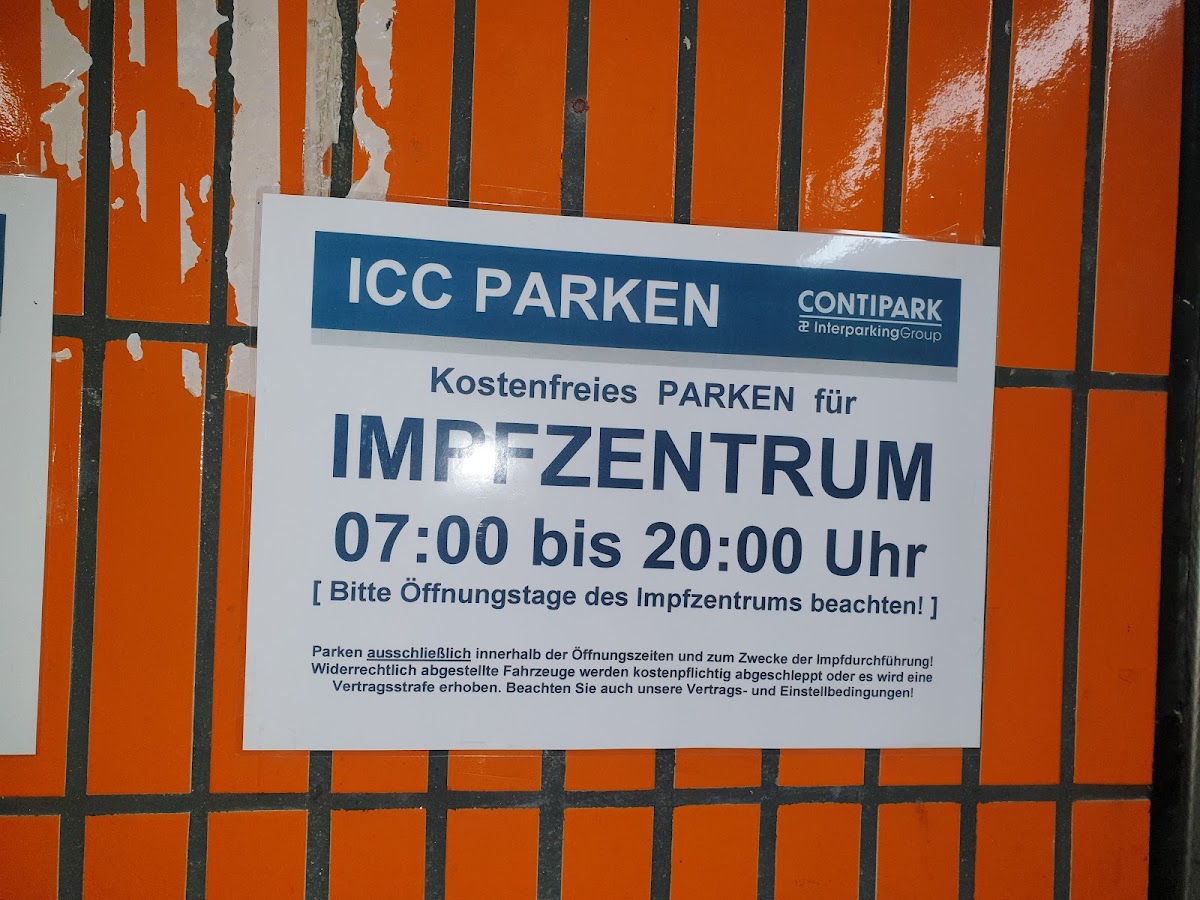 ICC PARKEN
CONTIPARK
InterparkingGroup
Kostenfreies PARKEN für
IMPFZENTRUM
07:00 bis 20:00 Uhr
[ Bitte Öffnungstage des Impfzentrums beachten! ]
Parken ausschließlich innerhalb der Öffnungszeiten und zum Zwecke der Impfdurchführung!
Widerrechtlich abgestellte Fahrzeuge werden kostenpflichtig abgeschleppt oder es wird eine
Vertragsstrafe erhoben. Beachten Sie auch unsere Vertrags- und Einstellbedingungen!